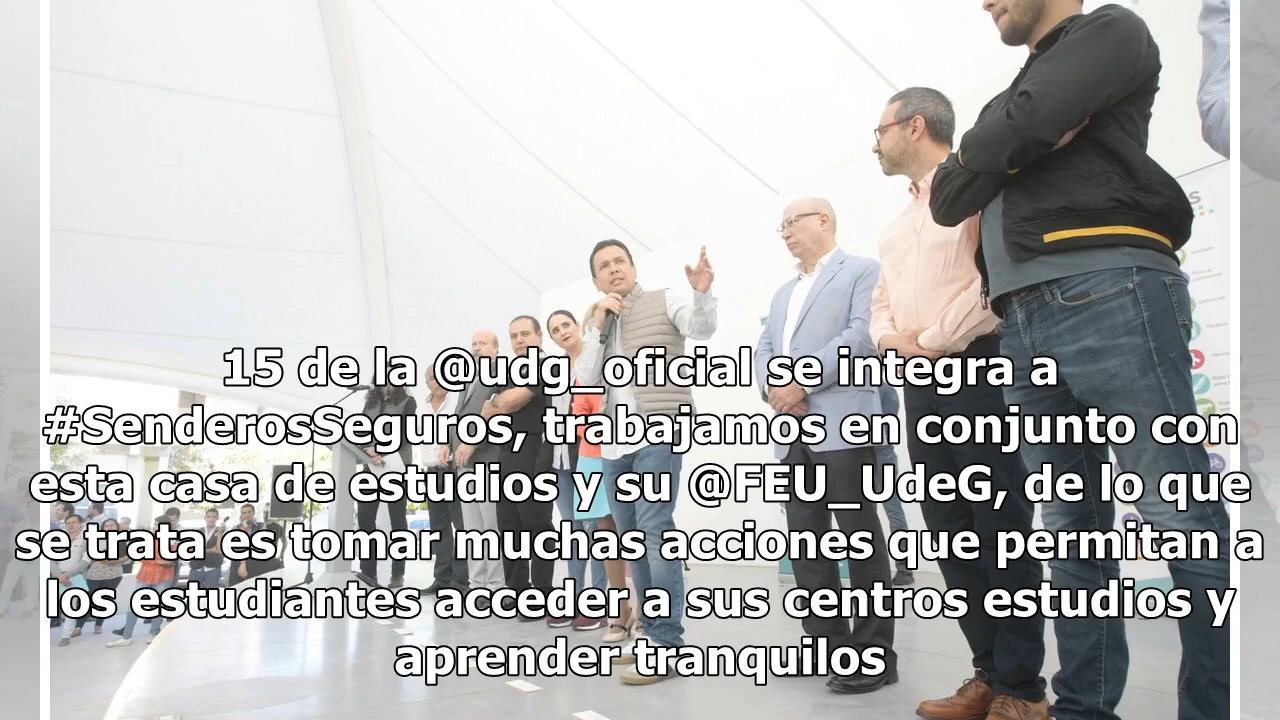 15 de la @udg_oficial se integra a
#SenderosSeguros, trabajamos en conjunto con
esta casa de estudios y su @FEU_UdeG, de lo que
se trata es tomar muchas acciones que permitan a
los estudiantes acceder a sus centros estudios y
aprender tranquilos